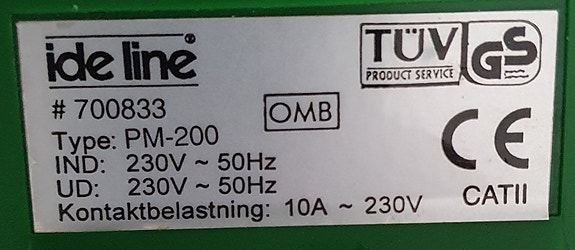 ide line®
TÜV GS
PRODUCT SERVICE
# 700833
OMB
Type: PM-200
CE
IND: 230V ~ 50Hz
UD: 230V ~ 50Hz
CATII
Kontaktbelastning: 10A ~ 230V